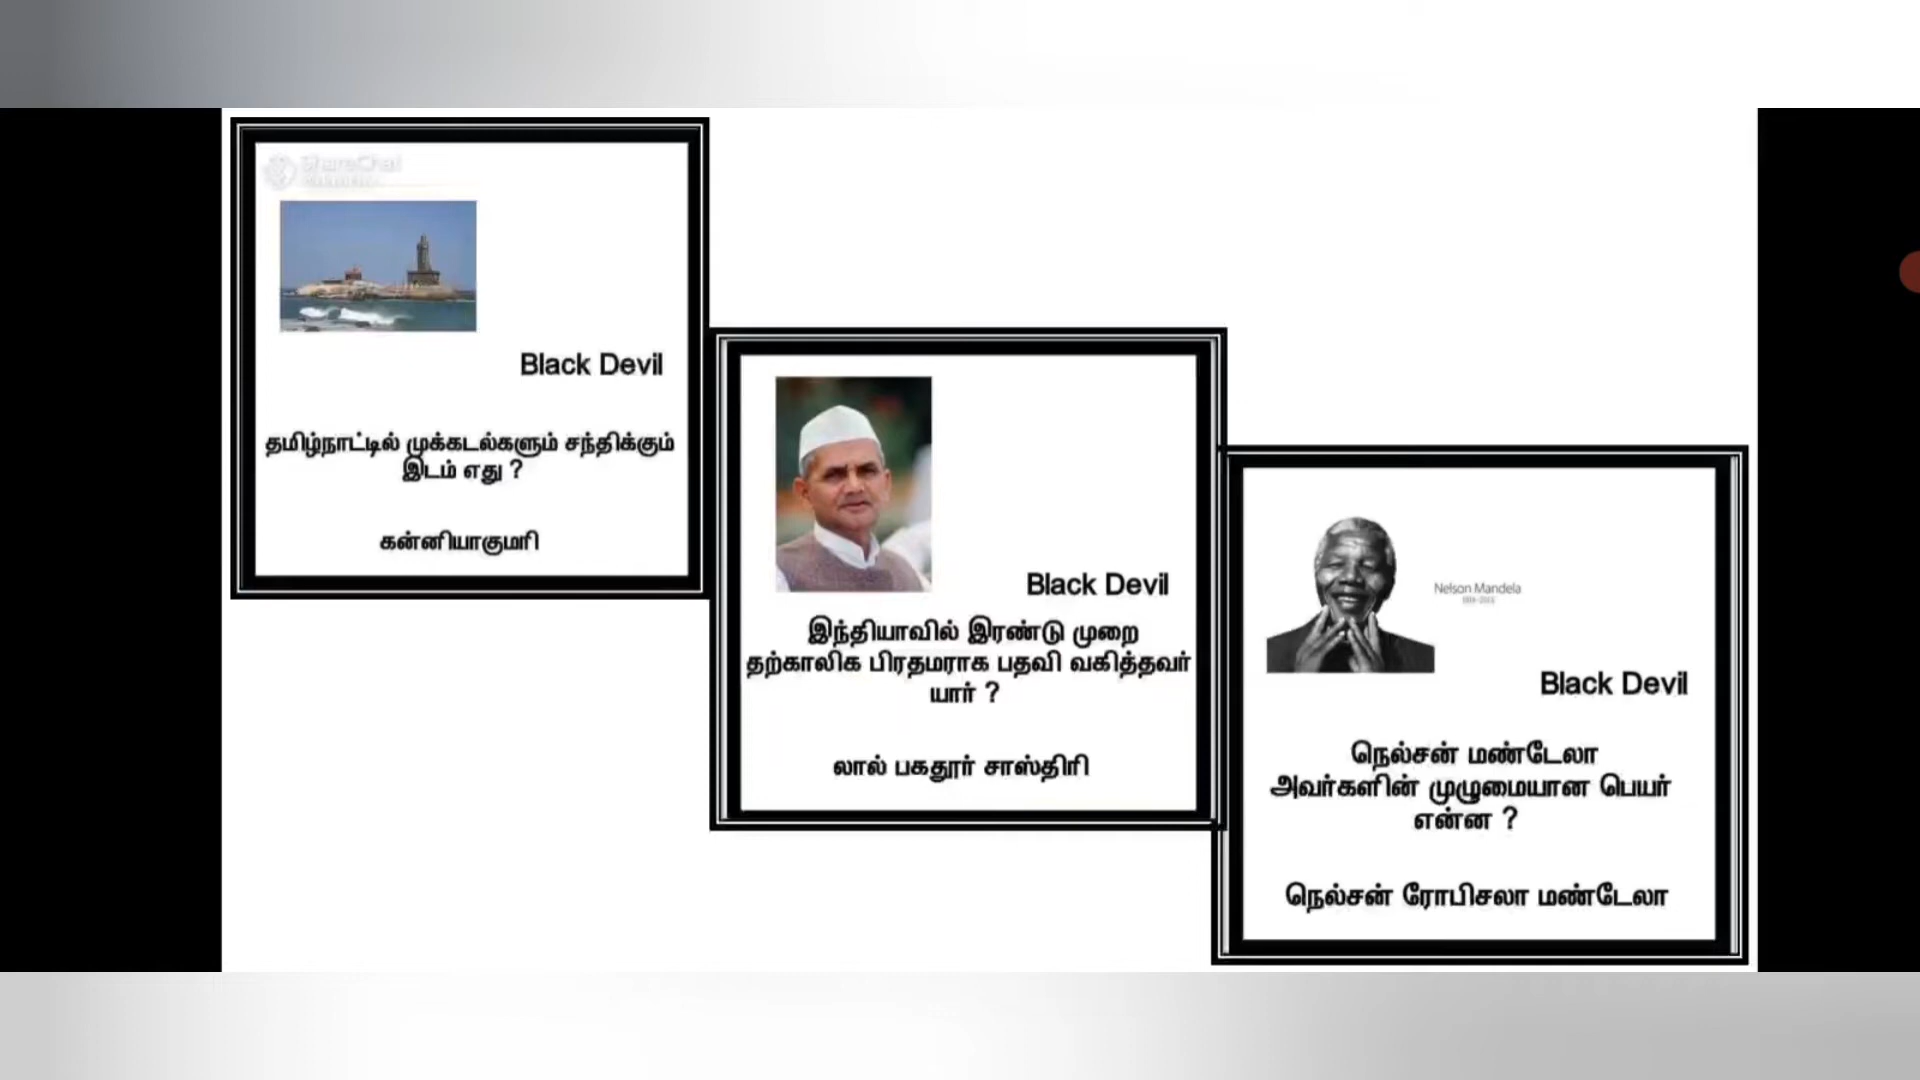 ShareChat
Black Devil
தமிழ்நாட்டில் முக்கடல்களும் சந்திக்கும்
இடம் எது ?
கன்னியாகுமரி
Black Devil
இந்தியாவில் இரண்டு முறை
தற்காலிக பிரதமராக பதவி வகித்தவர்
யார் ?
லால் பகதூர் சாஸ்திரி
Nelson Mandela
Black Devil
நெல்சன் மண்டேலா
அவர்களின் முழுமையான பெயர்
என்ன ?
நெல்சன் ரோபிசலா மண்டேலா